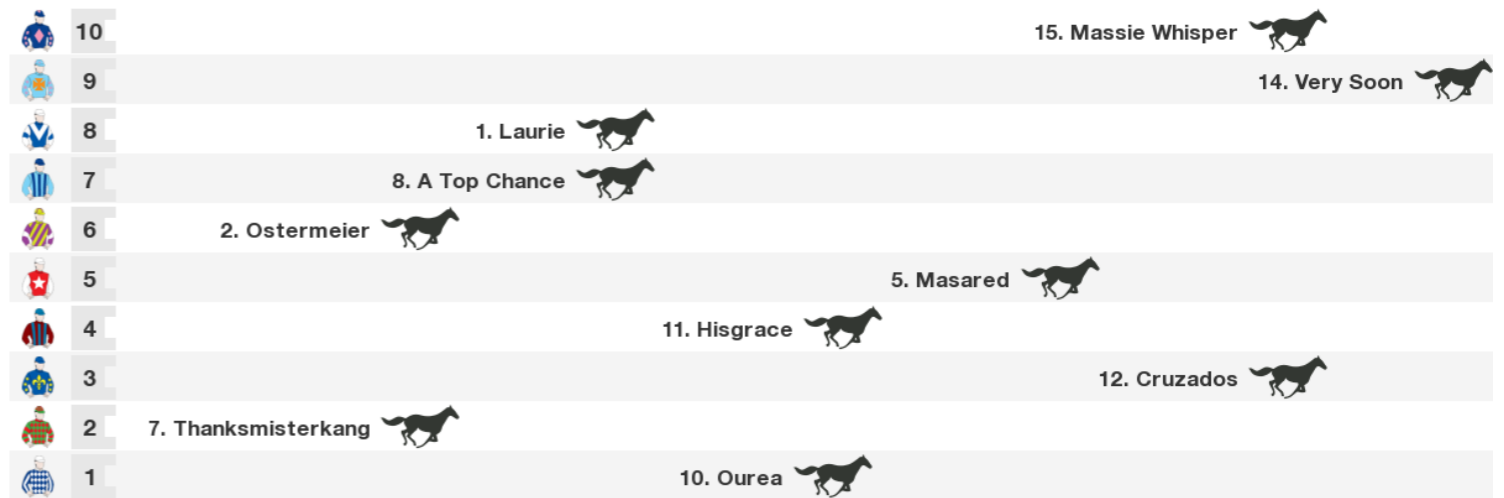 10 15. Massie Whisper
9 14. Very Soon
8 1. Laurie
7 8. A Top Chance
6 2. Ostermeier
5 5. Masared
4 11. Hisgrace
3 12. Cruzados
2 7. Thanksmisterkang
1 10. Ourea